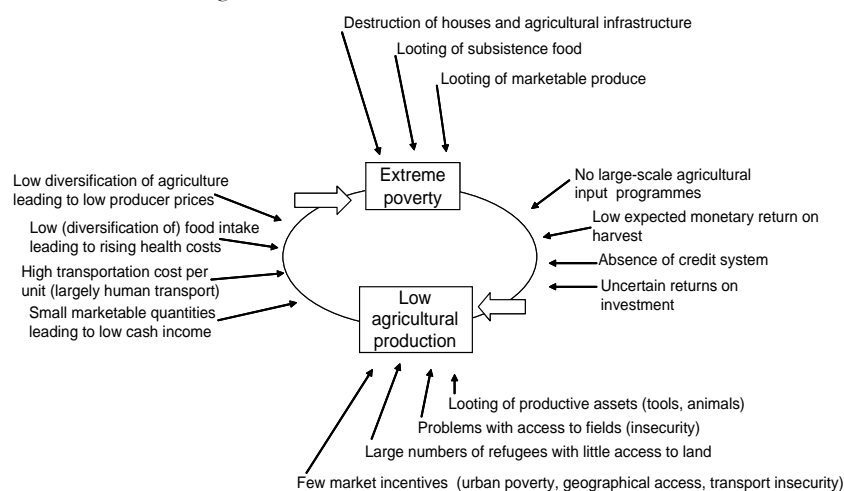 Destruction of houses and agricultural infrastructure
Looting of subsistence food
Looting of marketable produce
Extreme
poverty
No large-scale agricultural
input programmes
Low expected monetary return on
harvest
Absence of credit system
Uncertain returns on
investment
Low diversification of agriculture
leading to low producer prices
Low (diversification of) food intake
leading to rising health costs
High transportation cost per
unit (largely human transport)
Small marketable quantities
leading to low cash income
Low
agricultural
production
Looting of productive assets (tools, animals)
Problems with access to fields (insecurity)
Large numbers of refugees with little access to land
Few market incentives (urban poverty, geographical access, transport insecurity)